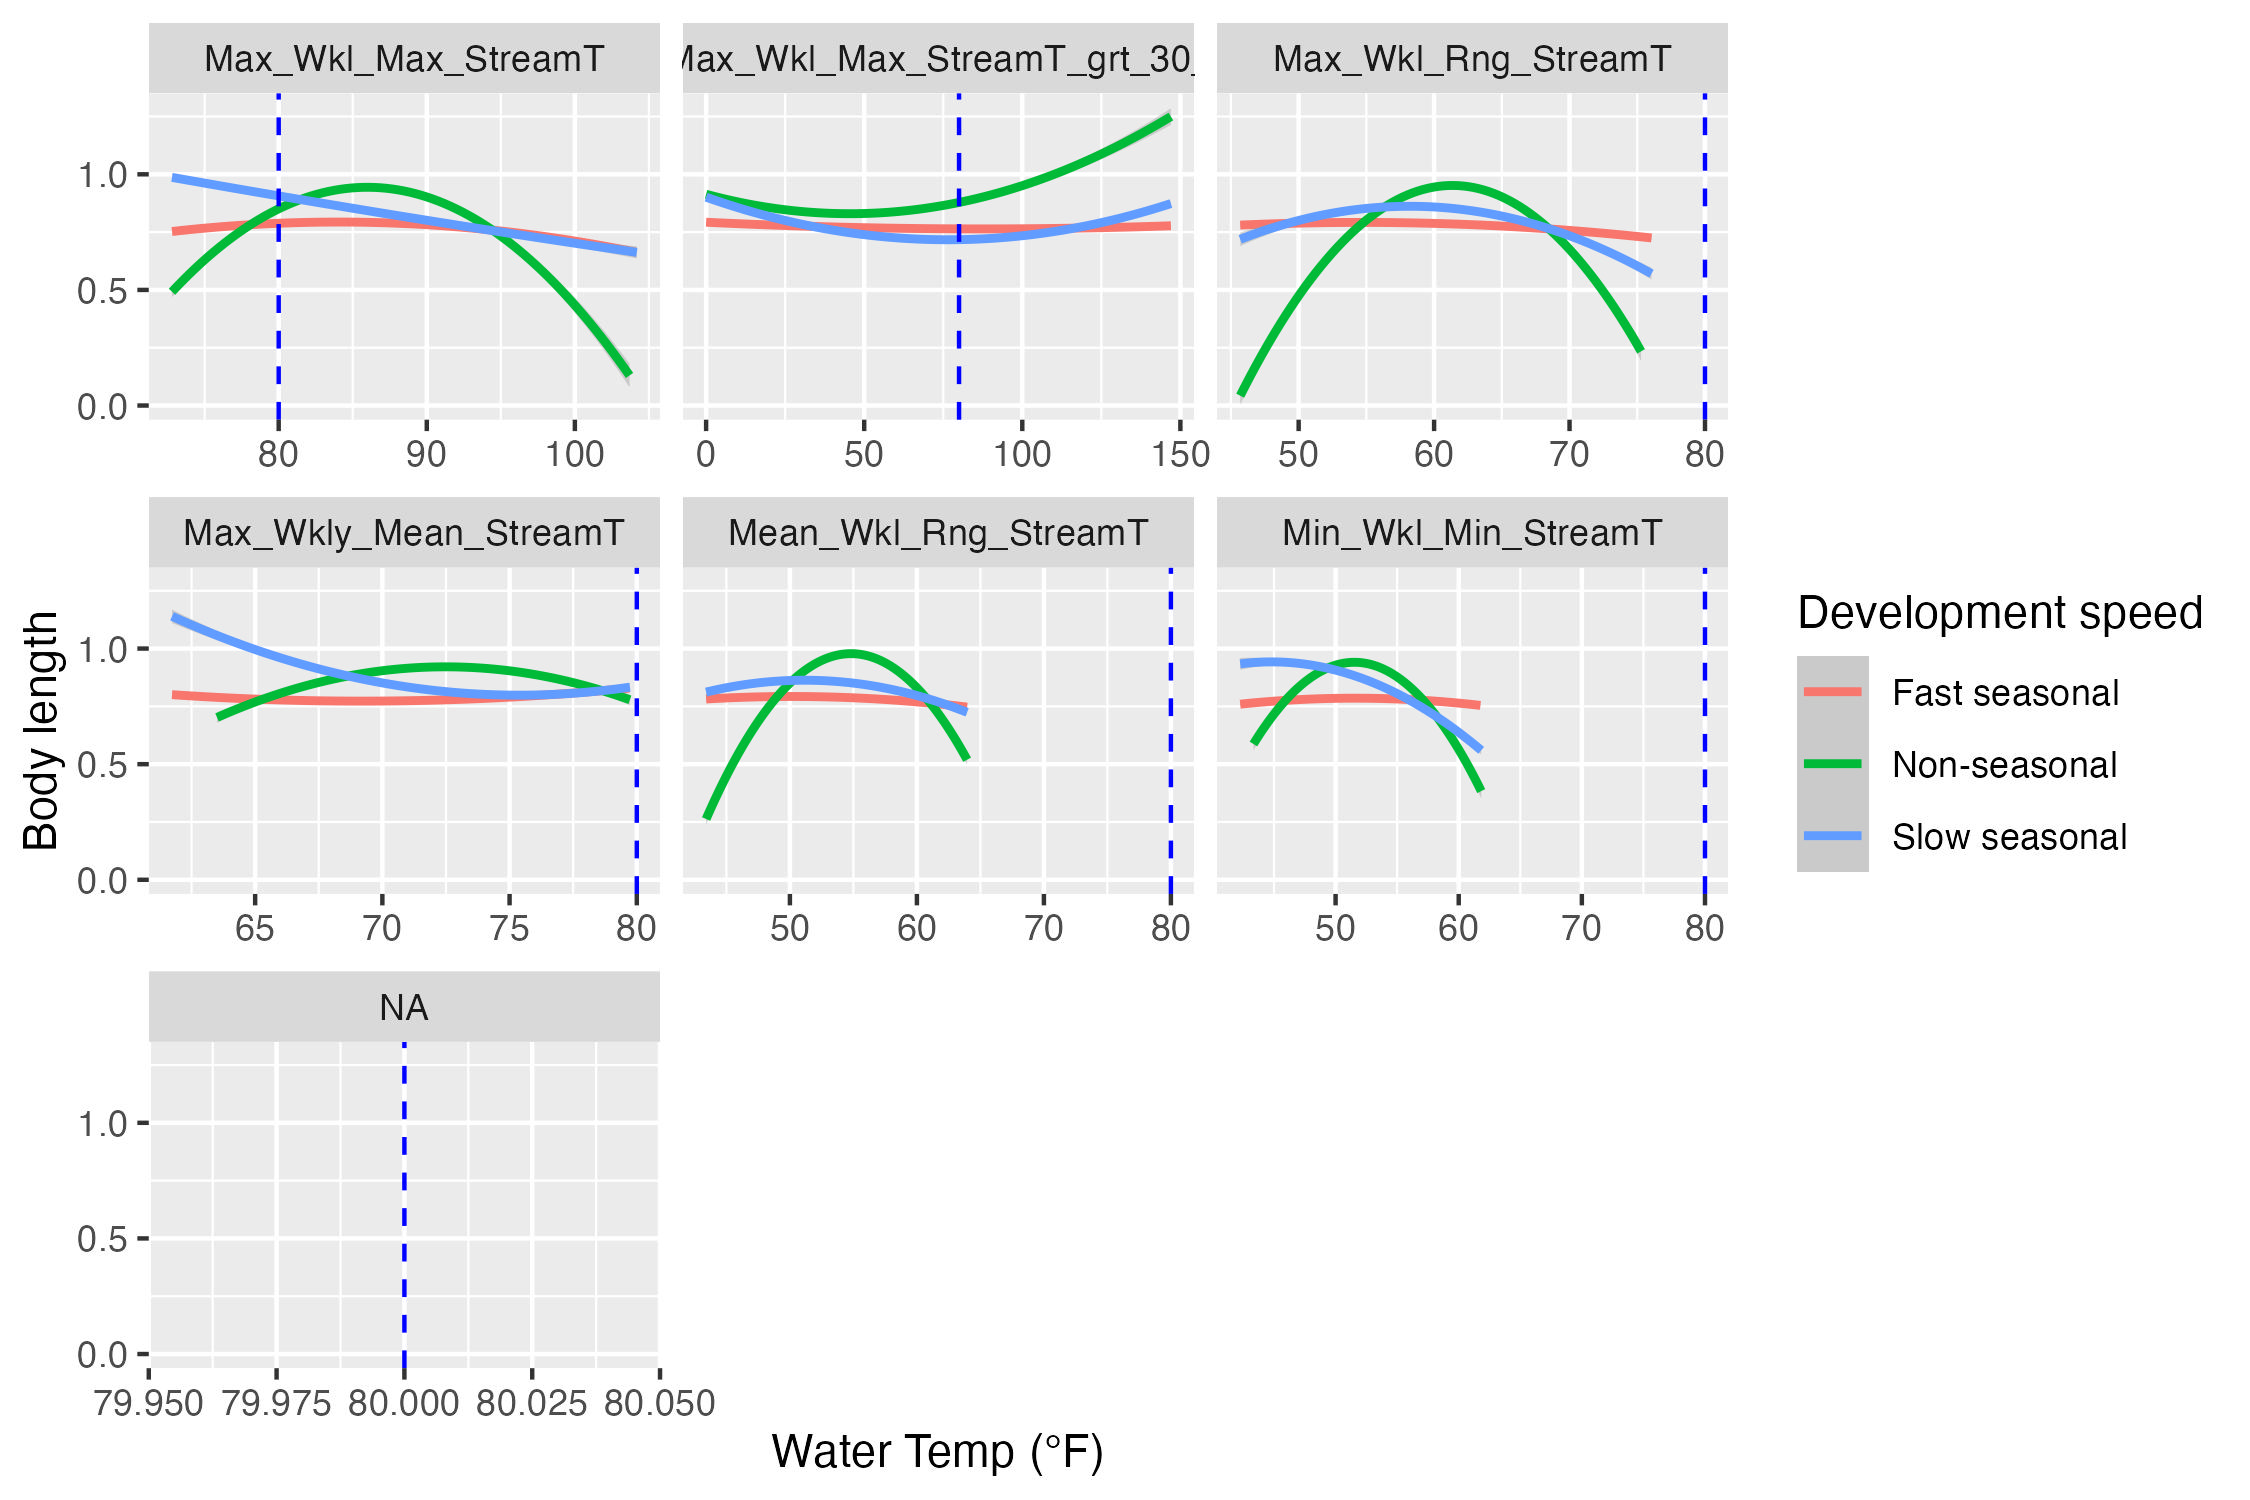 Max_Wkl_Max_StreamT
Max_Wkl_Max_StreamT_grt_30_
Max_Wkl_Rng_StreamT
1.0
0.5
0.0
80 90 100
0 50 100 150
50 60 70 80
Max_Wkly_Mean_StreamT
Mean_Wkl_Rng_StreamT
Min_Wkl_Min_StreamT
1.0
0.5
0.0
65 70 75 80
50 60 70 80
50 60 70 80
NA
1.0
0.5
0.0
79.950 79.975 80.000 80.025 80.050
Body length
Water Temp (°F)
Development speed
Fast seasonal
Non-seasonal
Slow seasonal